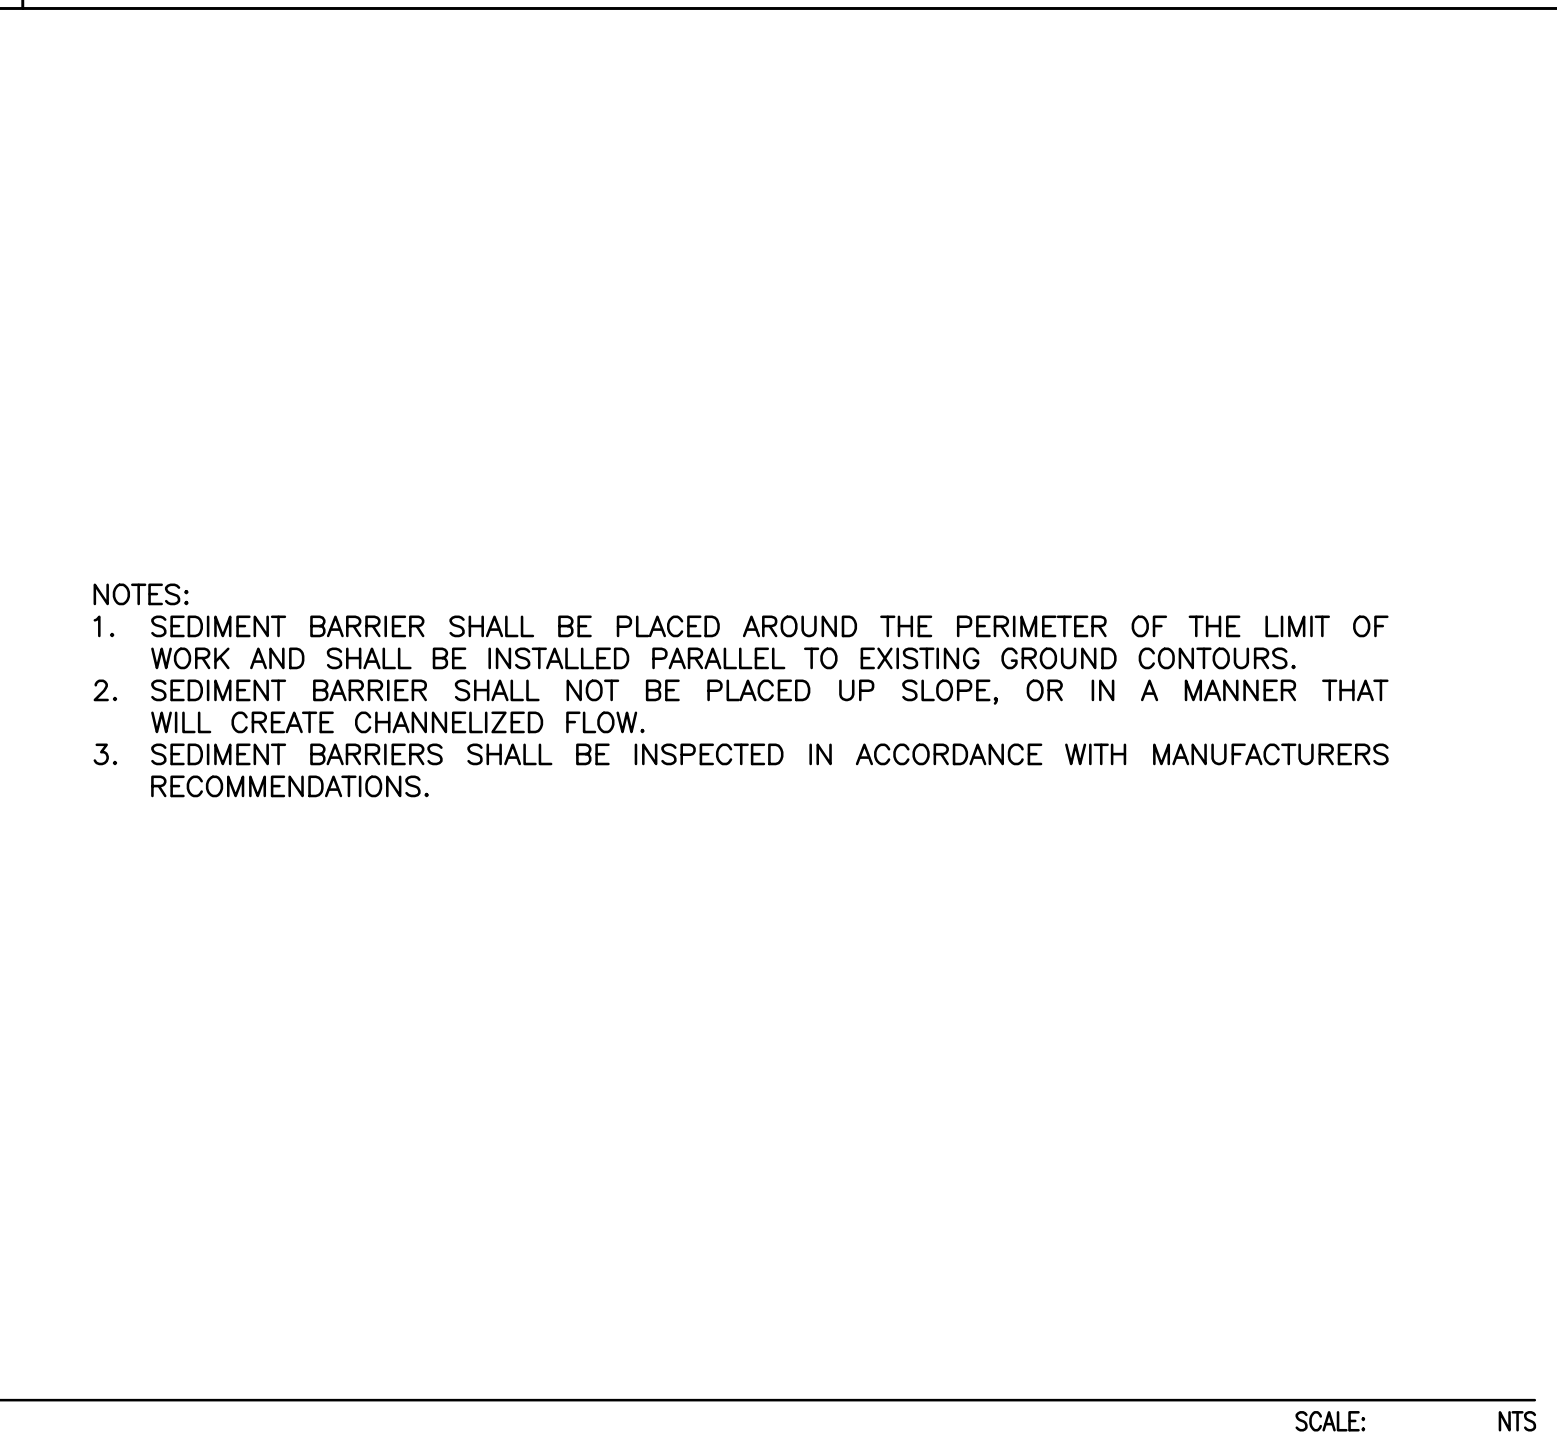 NOTES:
1. SEDIMENT BARRIER SHALL BE PLACED AROUND THE PERIMETER OF THE LIMIT OF
WORK AND SHALL BE INSTALLED PARALLEL TO EXISTING GROUND CONTOURS.
2. SEDIMENT BARRIER SHALL NOT BE PLACED UP SLOPE, OR IN A MANNER THAT
WILL CREATE CHANNELIZED FLOW.
3. SEDIMENT BARRIERS SHALL BE INSPECTED IN ACCORDANCE WITH MANUFACTURERS
RECOMMENDATIONS.
SCALE: NTS